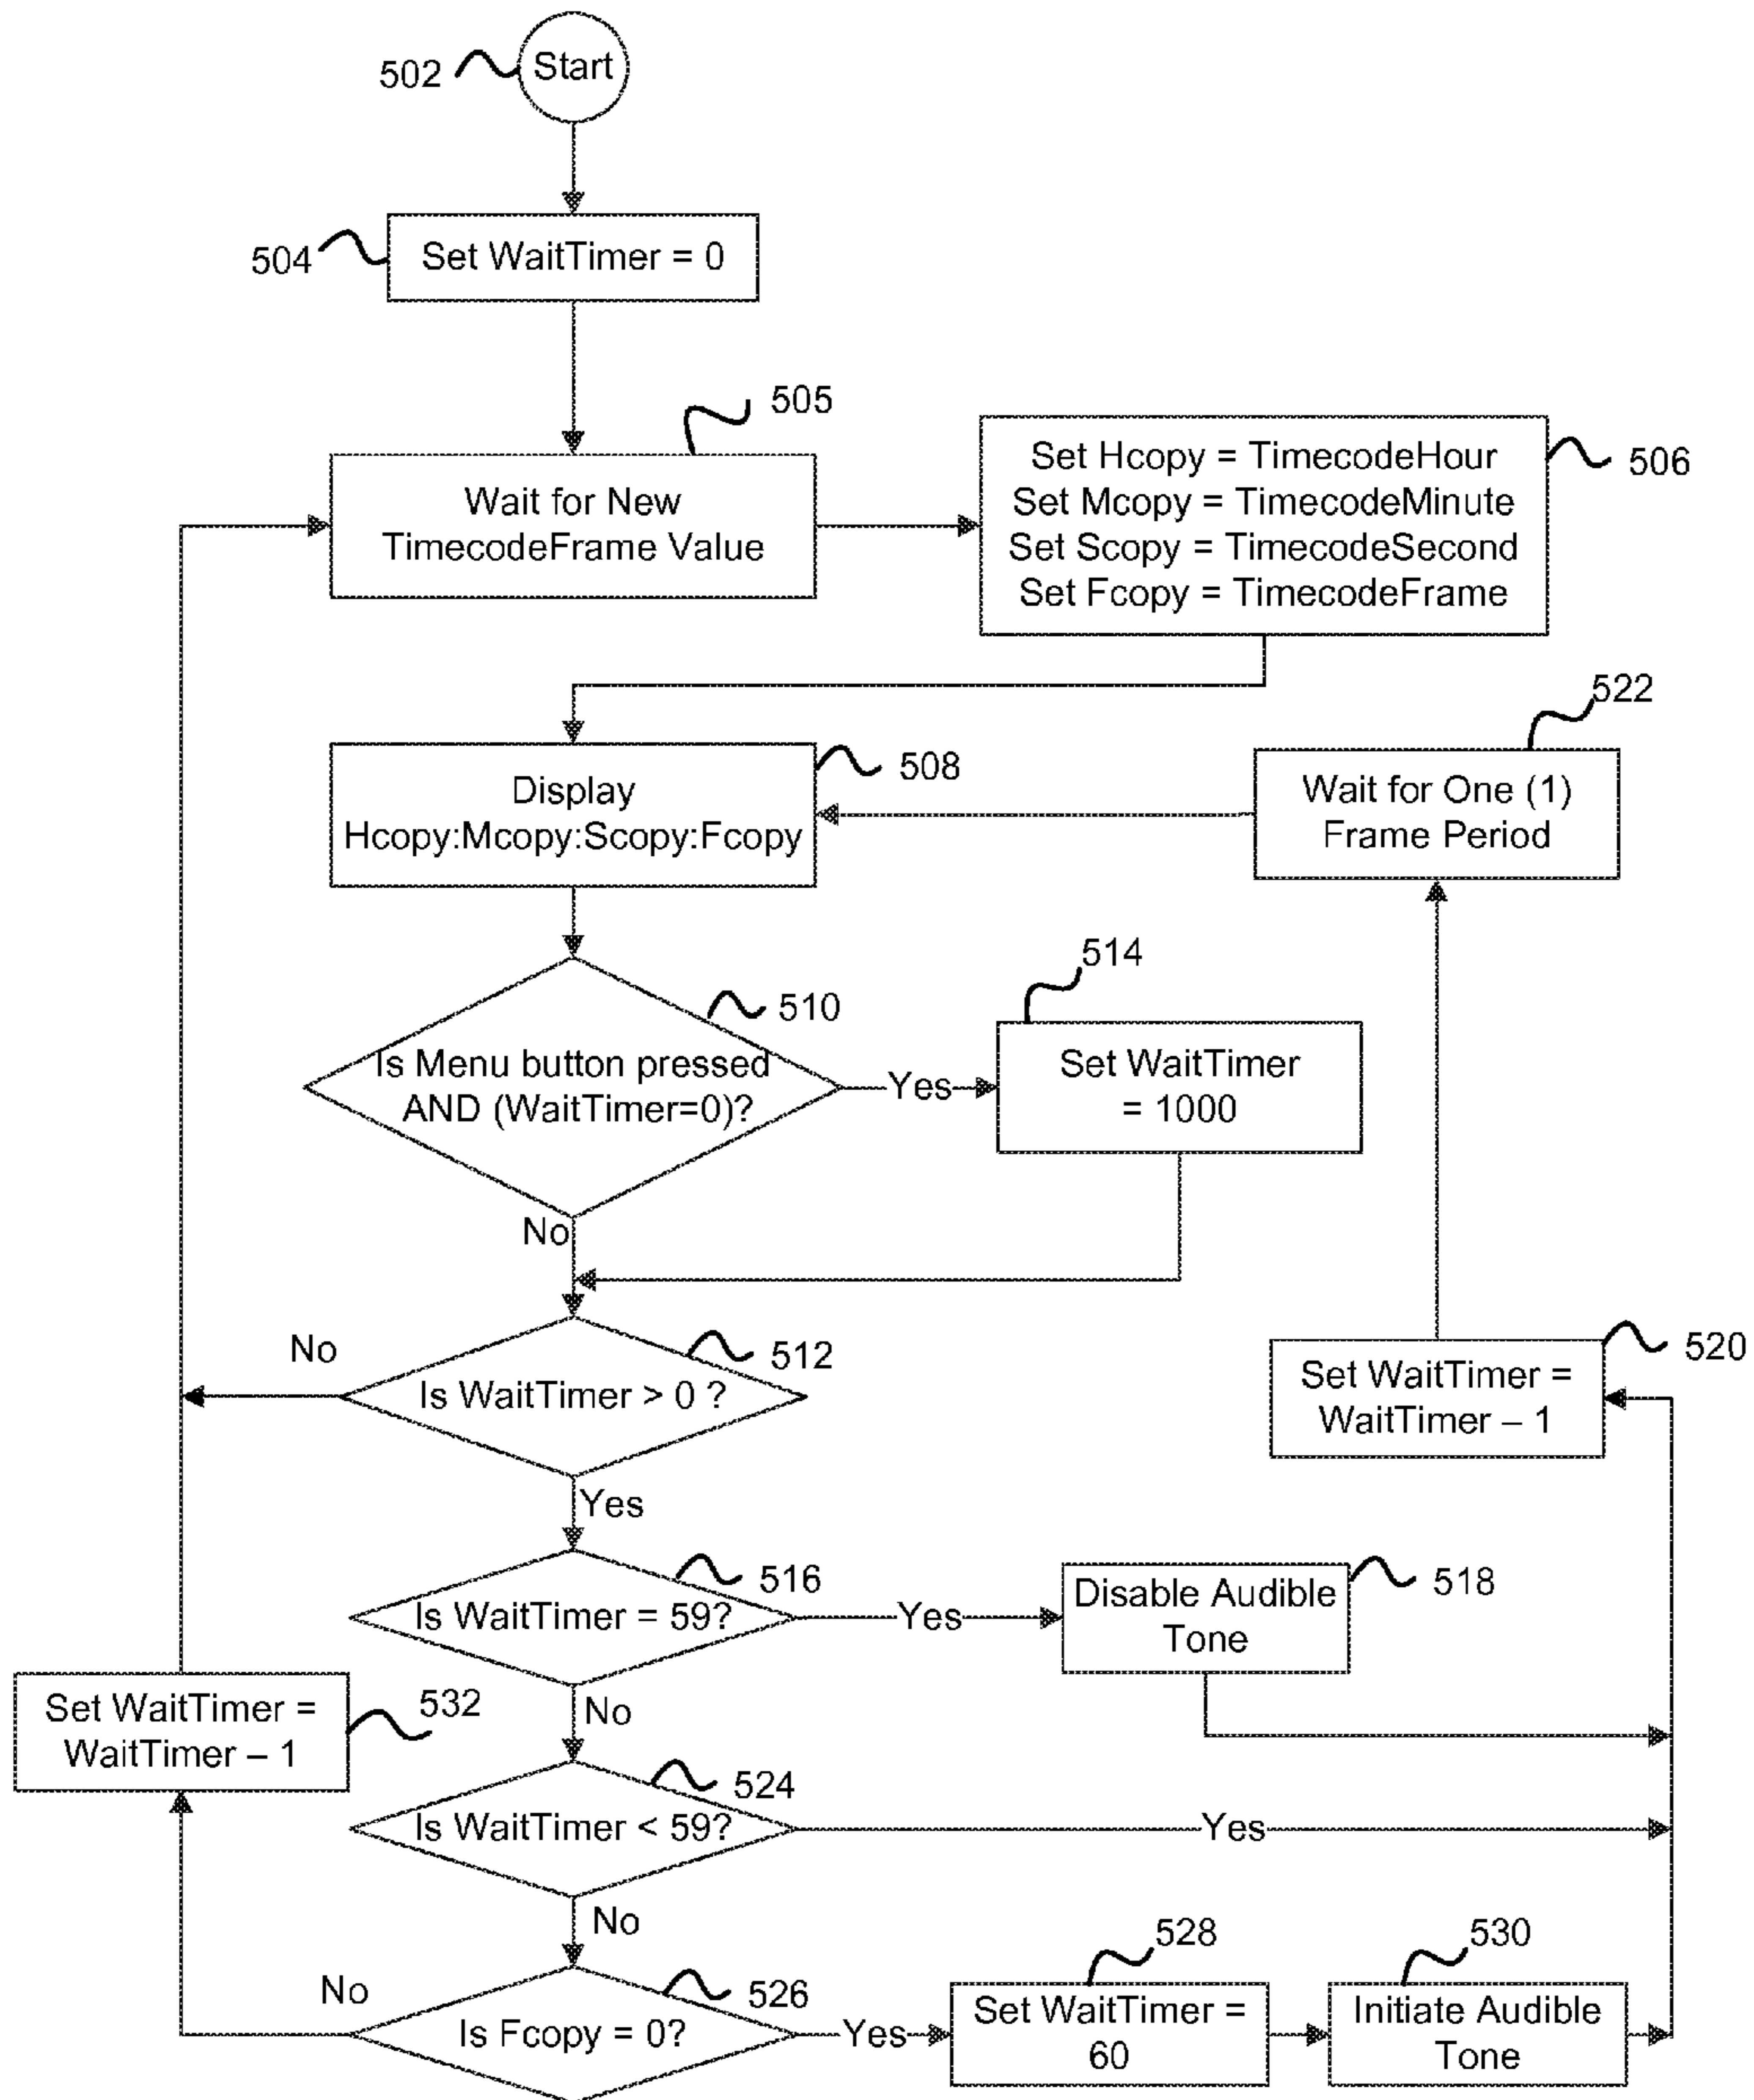 502
Start
504
Set WaitTimer = 0
505
Wait for New
TimecodeFrame Value
Set Hcopy = TimecodeHour
Set Mcopy = TimecodeMinute
Set Scopy = TimecodeSecond
Set Fcopy = TimecodeFrame
506
522
Display
Hcopy:Mcopy:Scopy:Fcopy
508
Wait for One (1)
Frame Period
510
Is Menu button pressed
AND (WaitTimer=0)?
Yes
514
Set WaitTimer
= 1000
No
No
512
Is WaitTimer > 0 ?
Yes
520
Set WaitTimer =
WaitTimer – 1
516
Is WaitTimer = 59?
Yes
Disable Audible
Tone
518
No
Set WaitTimer =
WaitTimer – 1
532
524
Is WaitTimer < 59?
Yes
No
No
526
Is Fcopy = 0?
Yes
528
Set WaitTimer =
60
530
Initiate Audible
Tone